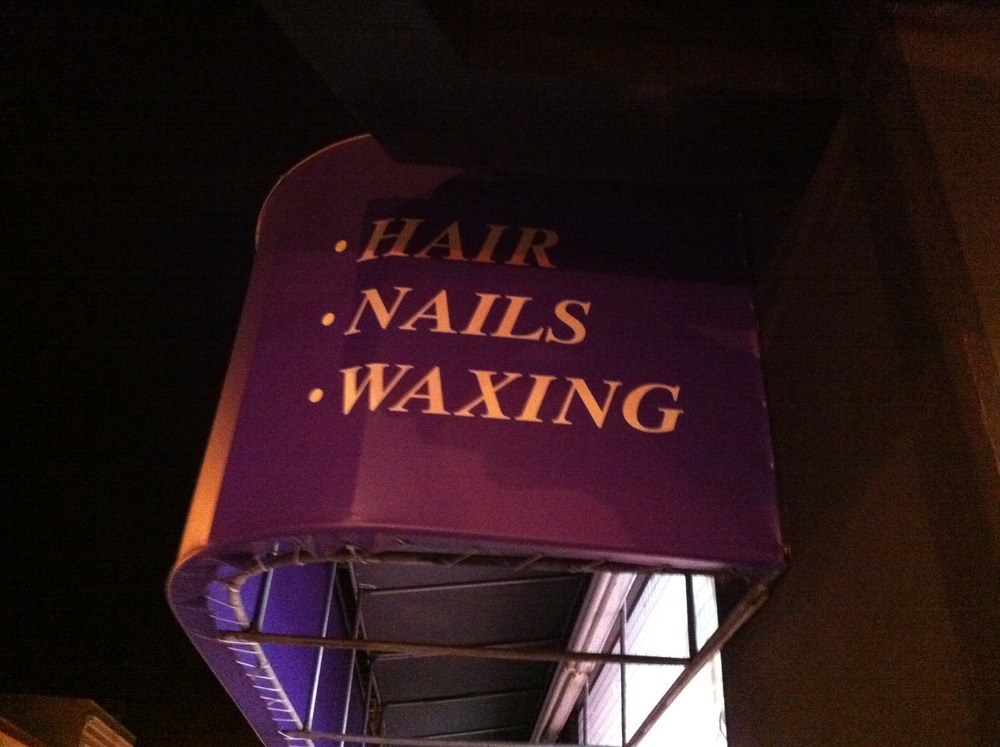 • HAIR
• NAILS
• WAXING